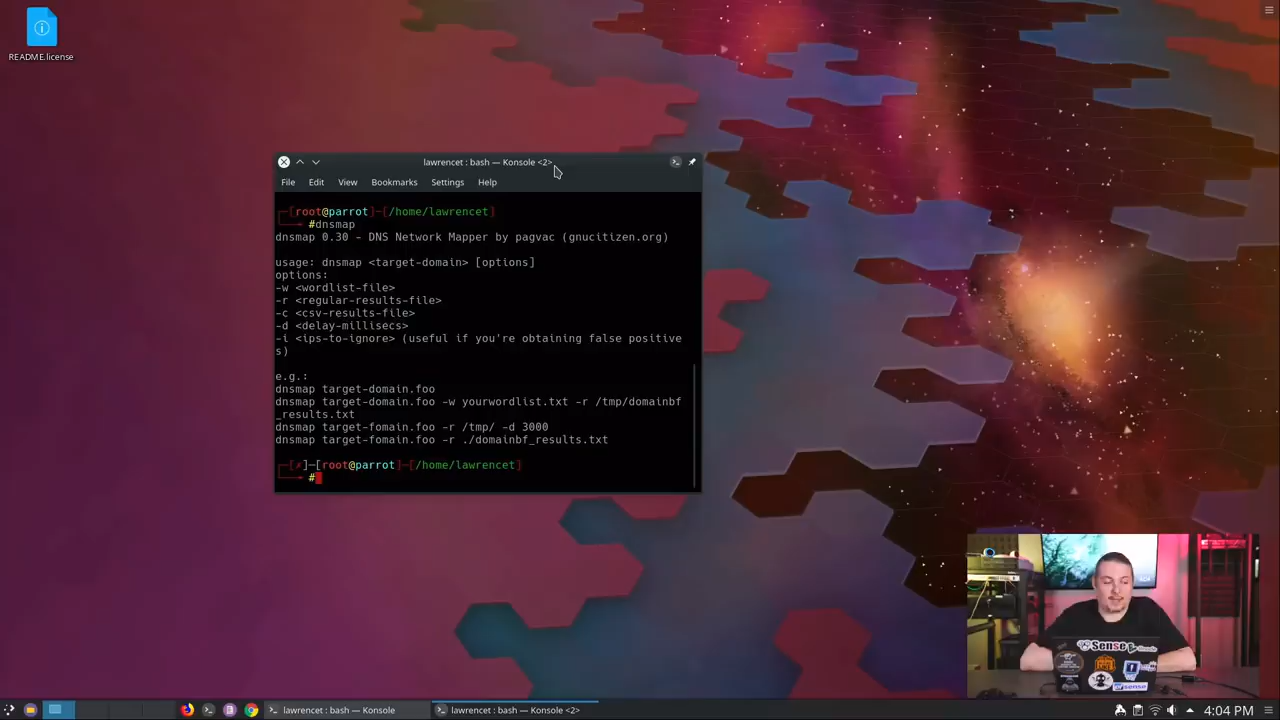 README.license
lawrencet : bash — Konsole <2>
File Edit View Bookmarks Settings Help
┌─[root@parrot]─[/home/lawrencet]
└──╼ #dnsmap
dnsmap 0.30 - DNS Network Mapper by pagvac (gnucitizen.org)
usage: dnsmap <target-domain> [options]
options:
-w <wordlist-file>
-r <regular-results-file>
-c <csv-results-file>
-d <delay-millisecs>
-i <ips-to-ignore> (useful if you're obtaining false positive
s)
e.g.:
dnsmap target-domain.foo
dnsmap target-domain.foo -w yourwordlist.txt -r /tmp/domainbf
_results.txt
dnsmap target-fomain.foo -r /tmp/ -d 3000
dnsmap target-fomain.foo -r ./domainbf_results.txt
┌─[✗]─[root@parrot]─[/home/lawrencet]
└──╼ #
Sense
lawrencet : bash — Konsole
lawrencet : bash — Konsole <2>
4:04 PM